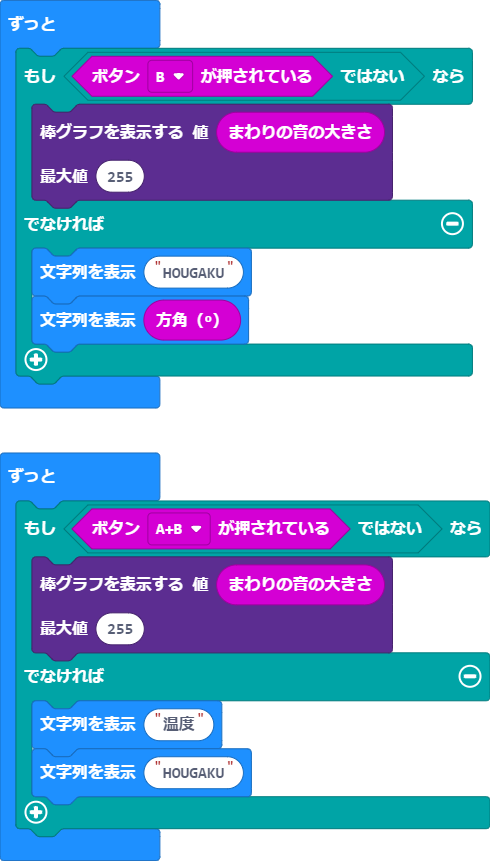 ずっと
もし ボタン B が押されている ではない なら
棒グラフを表示する 値 まわりの音の大きさ
最大値 255
でなければ
文字列を表示 "HOUGAKU"
文字列を表示 方角（º）
ずっと
もし ボタン A+B が押されている ではない なら
棒グラフを表示する 値 まわりの音の大きさ
最大値 255
でなければ
文字列を表示 "温度"
文字列を表示 "HOUGAKU"